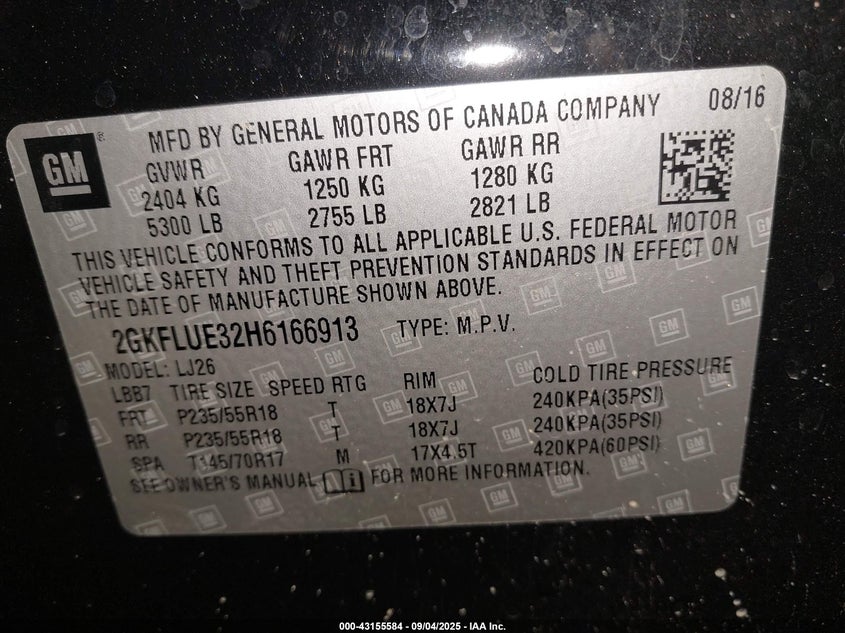 08/16
GM ® MFD BY GENERAL MOTORS OF CANADA COMPANY
GVWR GAWR FRT GAWR RR
2404 KG 1250 KG 1280 KG
5300 LB 2755 LB 2821 LB
THIS VEHICLE CONFORMS TO ALL APPLICABLE U.S. FEDERAL MOTOR
VEHICLE SAFETY AND THEFT PREVENTION STANDARDS IN EFFECT ON
THE DATE OF MANUFACTURE SHOWN ABOVE.
2GKFLUE32H6166913 TYPE: M.P.V.
MODEL: LJ26
LBB7 TIRE SIZE SPEED RTG RIM COLD TIRE PRESSURE
FRT P235/55R18 T 18X7J 240KPA(35PSI)
RR P235/55R18 T 18X7J 240KPA(35PSI)
SPA T145/70R17 M 17X4.5T 420KPA(60PSI)
SEE OWNER'S MANUAL i FOR MORE INFORMATION.
000-43155584 - 09/04/2025 - IAA Inc.